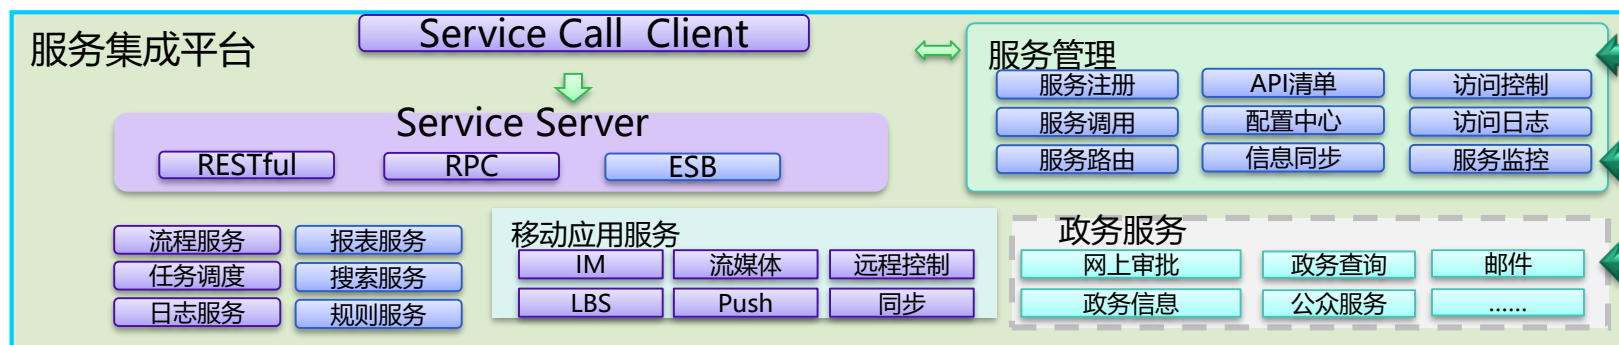 服务集成平台
Service Call Client
Service Server
RESTful
RPC
ESB
服务管理
服务注册
API清单
访问控制
服务调用
配置中心
访问日志
服务路由
信息同步
服务监控
流程服务
报表服务
任务调度
搜索服务
日志服务
规则服务
移动应用服务
IM
流媒体
远程控制
LBS
Push
同步
政务服务
网上审批
政务查询
邮件
政务信息
公众服务
......